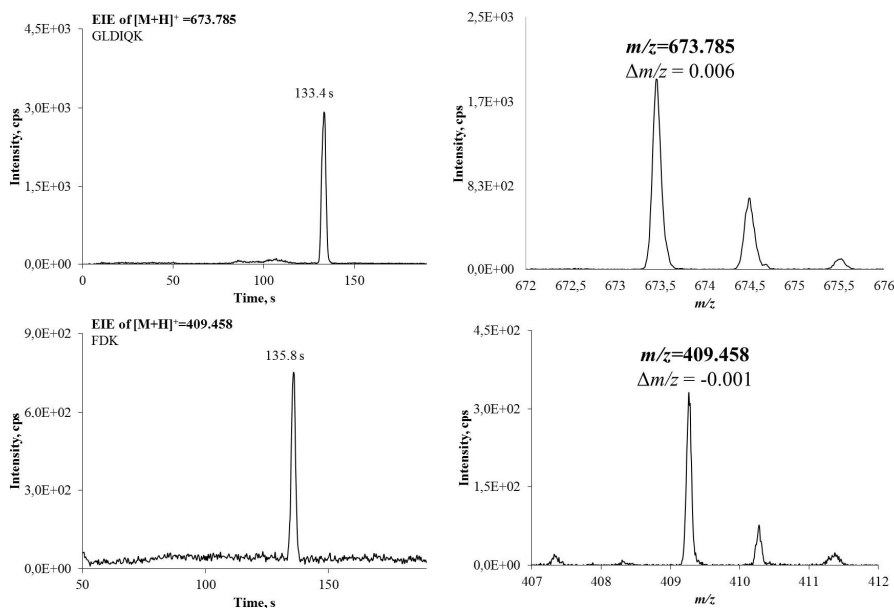 EIE of [M+H]⁺ =673.785
GLDIQK
4,5E+03
3,0E+03
1,5E+03
0,0E+00
Intensity, cps
133.4 s
0 50 100 150
Time, s
m/z=673.785
Δm/z = 0.006
2,5E+03
1,7E+03
8,3E+02
0,0E+00
Intensity, cps
672 672,5 673 673,5 674 674,5 675 675,5 676
m/z
EIE of [M+H]⁺=409.458
FDK
9,0E+02
6,0E+02
3,0E+02
0,0E+00
Intensity, cps
135.8 s
50 100 150
Time, s
m/z=409.458
Δm/z = -0.001
4,5E+02
3,0E+02
1,5E+02
0,0E+00
Intensity, cps
407 408 409 410 411 412
m/z